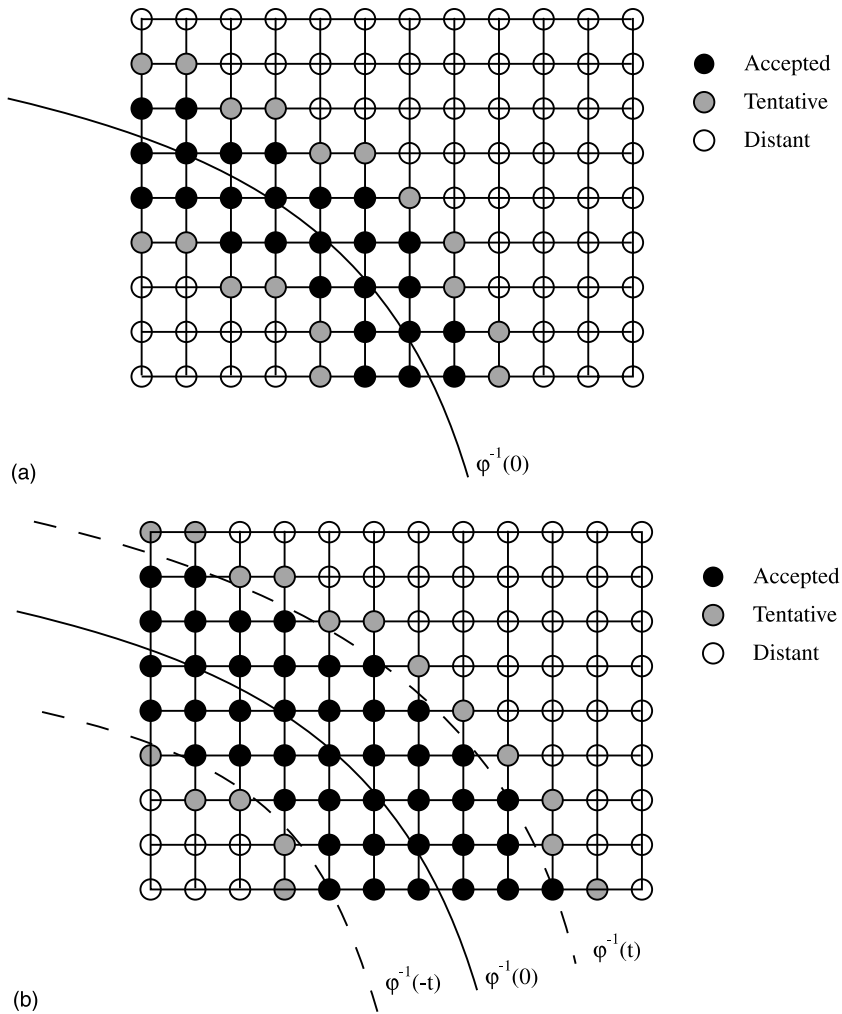 Accepted
Tentative
Distant
φ⁻¹(0)
(a)
Accepted
Tentative
Distant
φ⁻¹(t)
φ⁻¹(-t)
φ⁻¹(0)
(b)